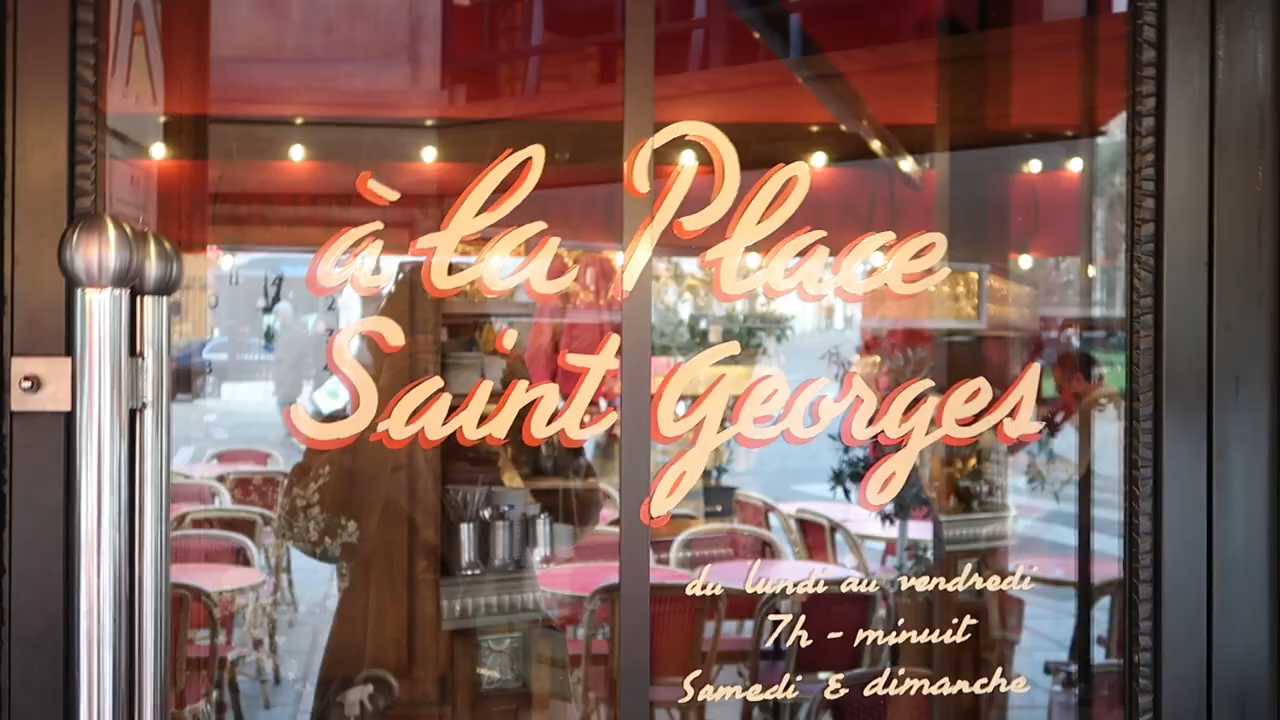 à la Place
Saint Georges
du lundi au vendredi
7h - minuit
Samedi & dimanche